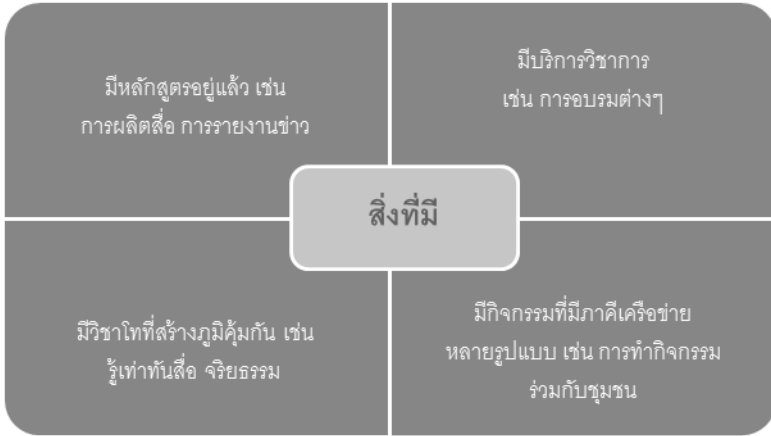 มีหลักสูตรอยู่แล้ว เช่น
การผลิตสื่อ การรายงานข่าว
มีบริการวิชาการ
เช่น การอบรมต่างๆ
สิ่งที่มี
มีวิชาโทที่สร้างภูมิคุ้มกัน เช่น
รู้เท่าทันสื่อ จริยธรรม
มีกิจกรรมที่มีภาคีเครือข่าย
หลายรูปแบบ เช่น การทำกิจกรรม
ร่วมกับชุมชน